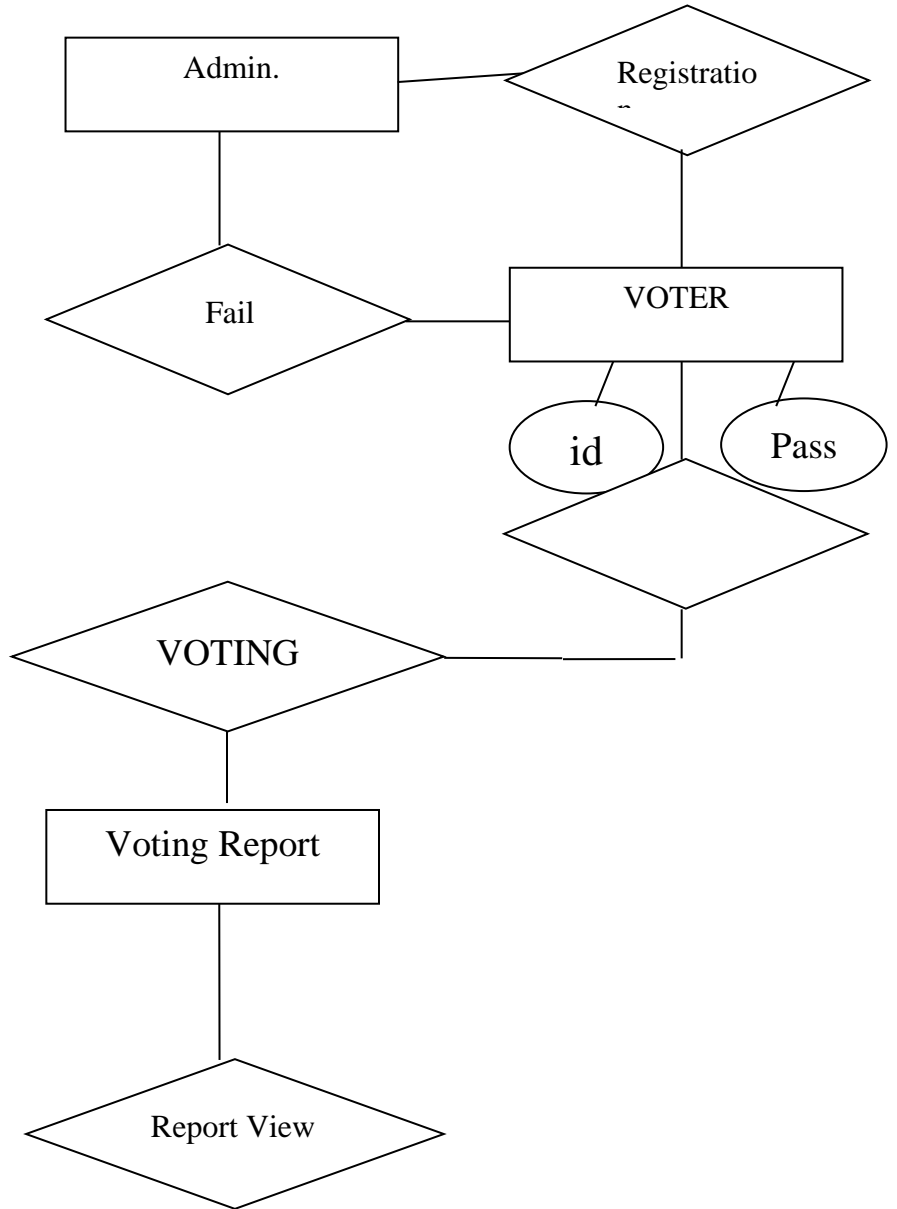 Admin.
Registratio
n
VOTER
Fail
id
Pass
VOTING
Voting Report
Report View